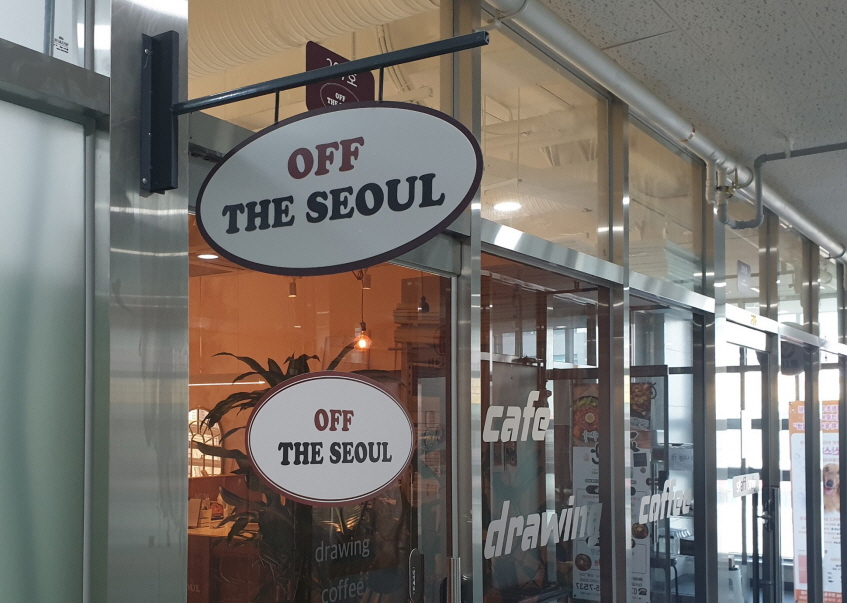 OFF
THE SEOUL
OFF
THE SEOUL
drawing
coffee
cafe
drawing
coffee